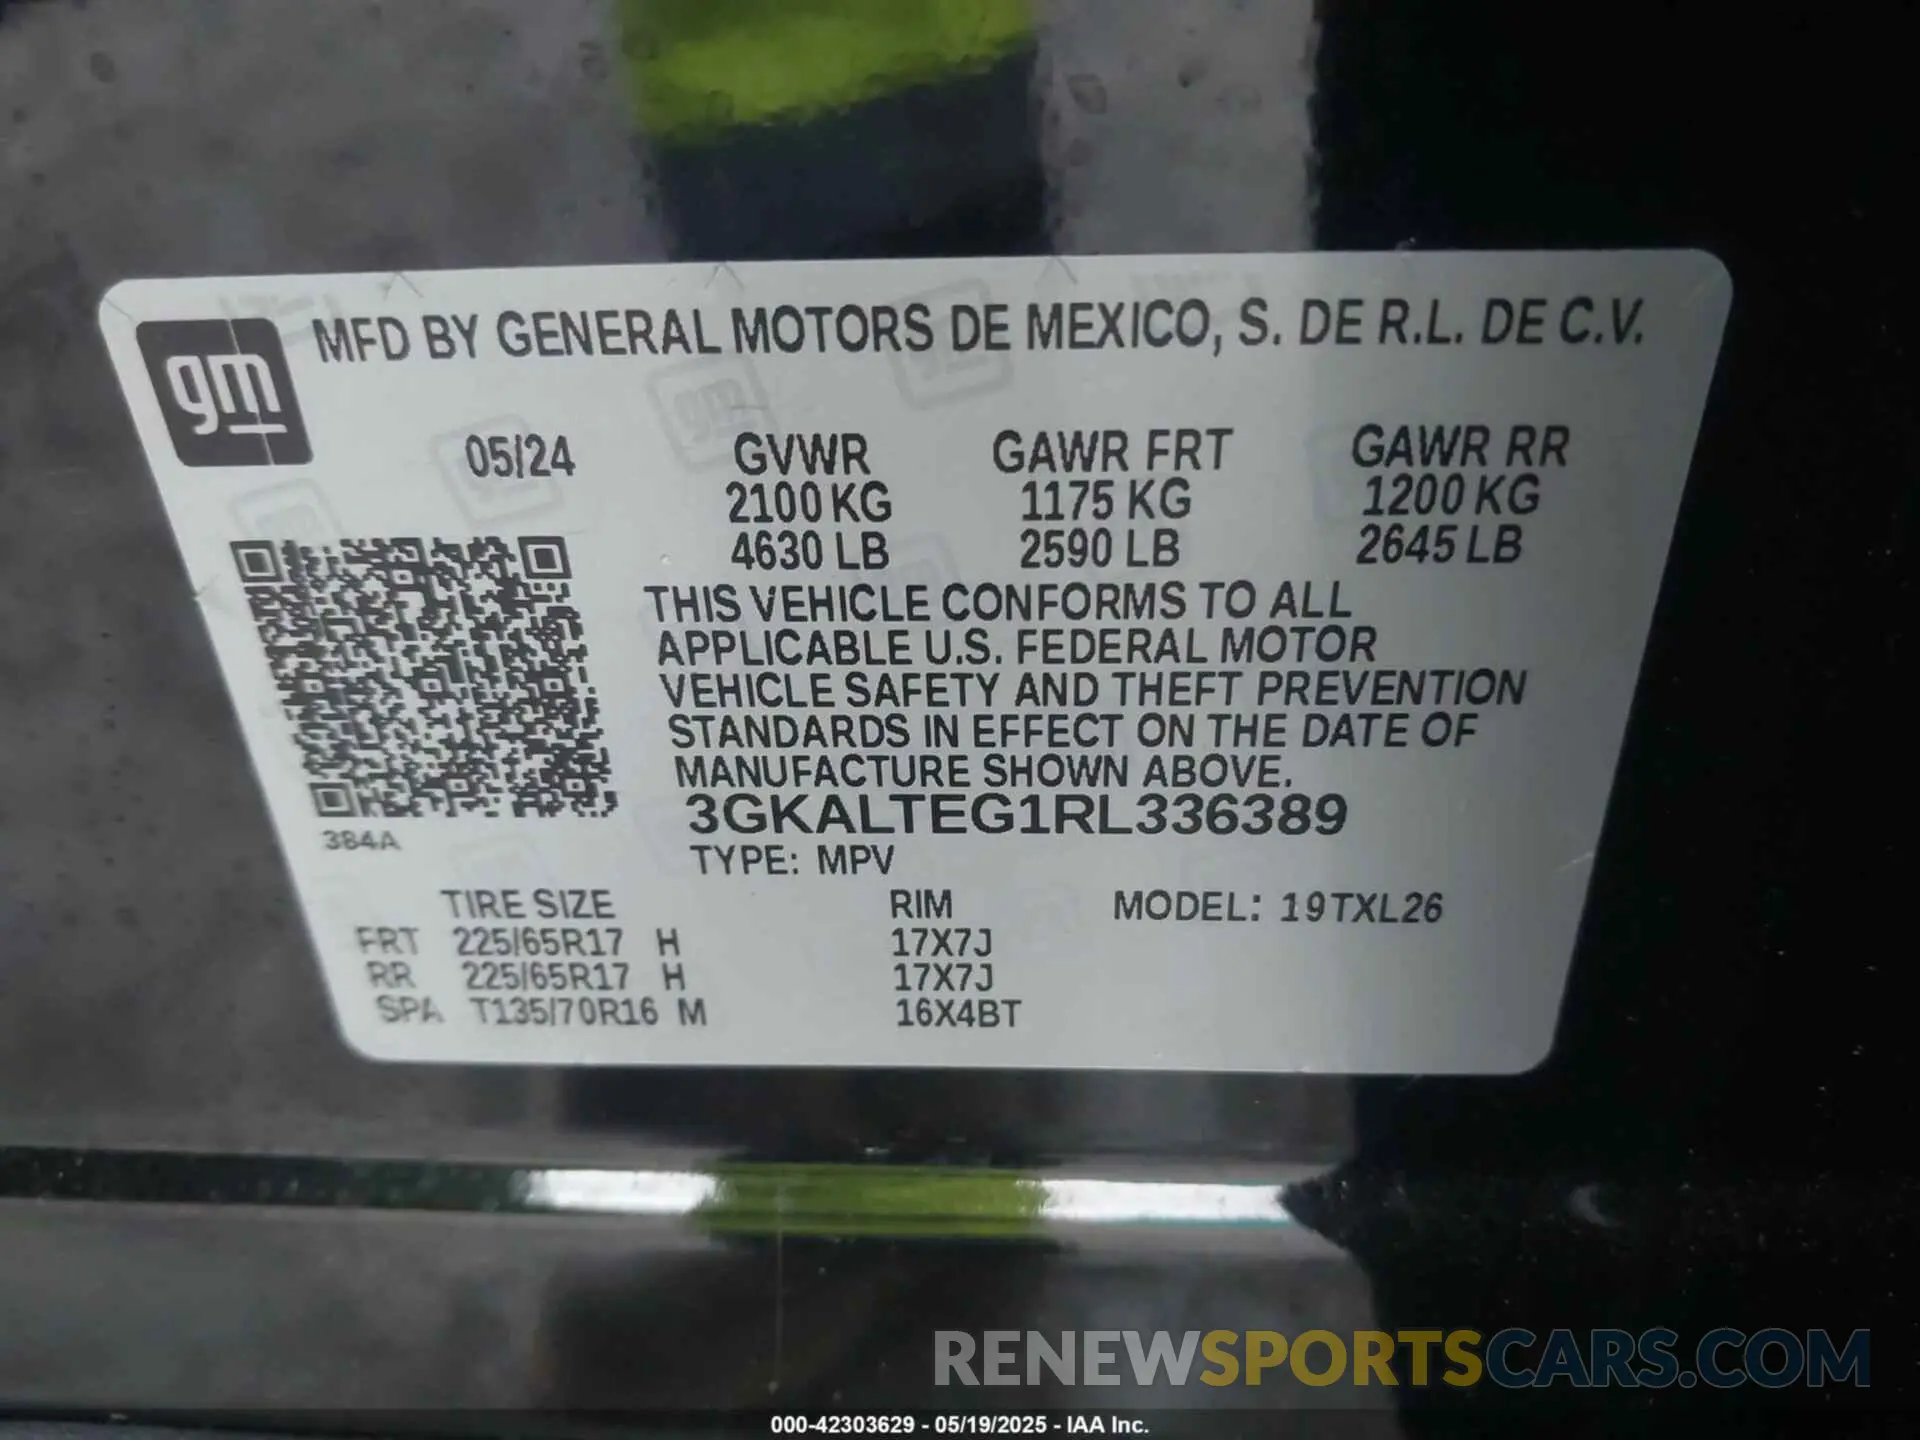 gm
MFD BY GENERAL MOTORS DE MEXICO, S. DE R.L. DE C.V.
05/24 GVWR GAWR FRT GAWR RR
2100 KG 1175 KG 1200 KG
4630 LB 2590 LB 2645 LB
THIS VEHICLE CONFORMS TO ALL
APPLICABLE U.S. FEDERAL MOTOR
VEHICLE SAFETY AND THEFT PREVENTION
STANDARDS IN EFFECT ON THE DATE OF
MANUFACTURE SHOWN ABOVE.
3GKALTEG1RL336389
384A
TYPE: MPV
TIRE SIZE RIM MODEL: 19TXL26
FRT 225/65R17 H 17X7J
RR 225/65R17 H 17X7J
SPA T135/70R16 M 16X4BT
RENEWSPORTSCARS.COM
000-42303629 - 05/19/2025 - IAA Inc.